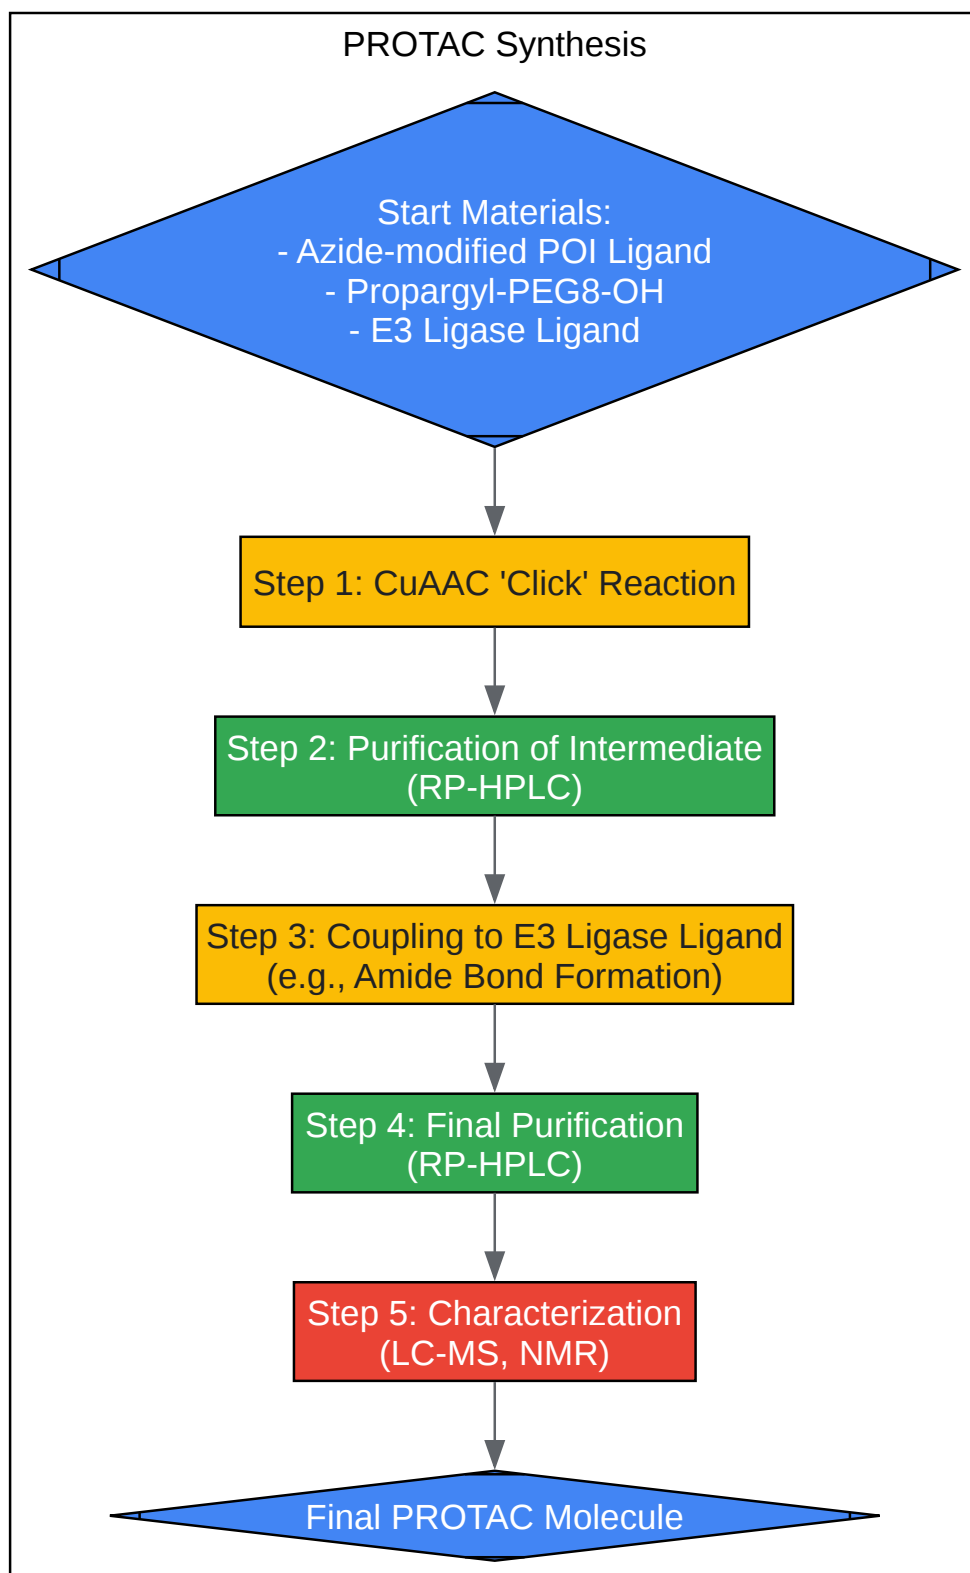 PROTAC Synthesis
Start Materials:
- Azide-modified POI Ligand
- Propargyl-PEG8-OH
- E3 Ligase Ligand
Step 1: CuAAC 'Click' Reaction
Step 2: Purification of Intermediate
(RP-HPLC)
Step 3: Coupling to E3 Ligase Ligand
(e.g., Amide Bond Formation)
Step 4: Final Purification
(RP-HPLC)
Step 5: Characterization
(LC-MS, NMR)
Final PROTAC Molecule